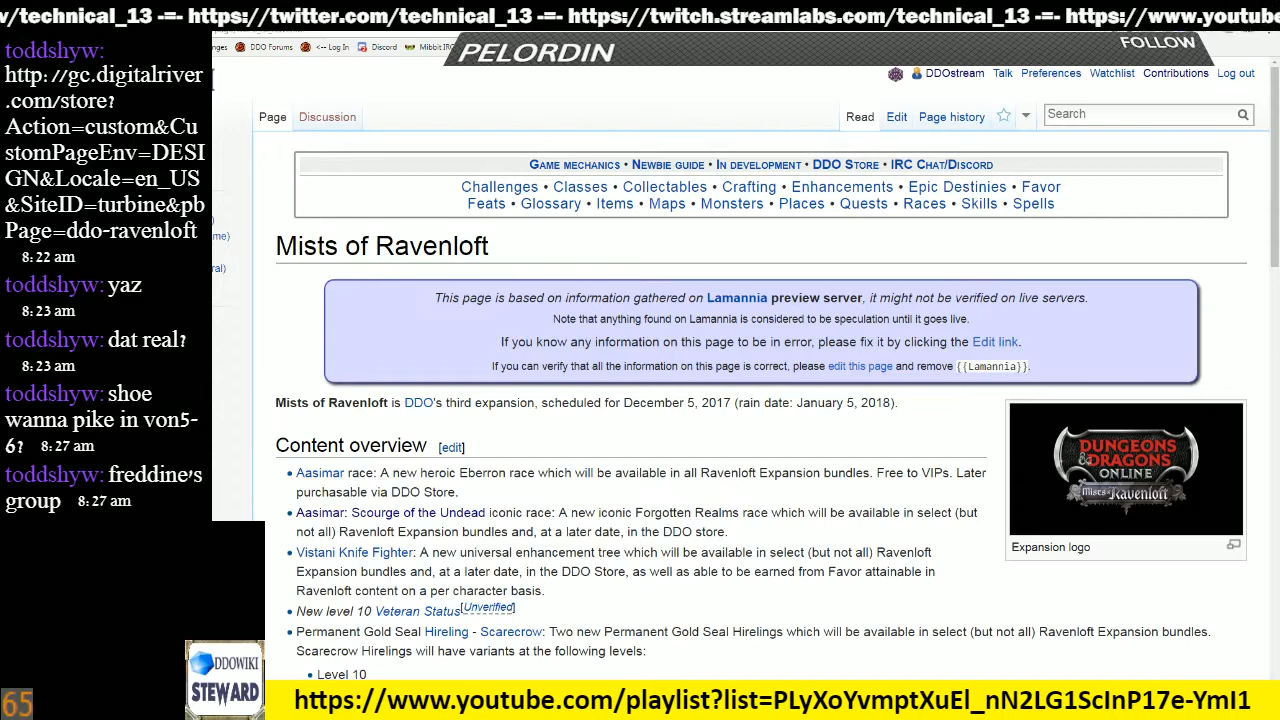 v/technical_13 -=- https://twitter.com/technical_13 -=- https://twitch.streamlabs.com/technical_13 -=- https://www.youtube
toddshyw:
http://gc.digitalriver
.com/store?
Action=custom&Cu
stomPageEnv=DESI
GN&Locale=en_US
&SiteID=turbine&pb
Page=ddo-ravenloft
8:22 am
toddshyw: yaz
8:23 am
toddshyw: dat real?
8:23 am
toddshyw: shoe
wanna pike in von5-
6? 8:27 am
toddshyw: freddine's
group 8:27 am
nges DDO Forums <-- Log In Discord Mibbit IRC
PELORDIN
FOLLOW
DDOstream Talk Preferences Watchlist Contributions Log out
Page Discussion Read Edit Page history Search
Game mechanics • Newbie guide • In development • DDO Store • IRC Chat/Discord
Challenges • Classes • Collectables • Crafting • Enhancements • Epic Destinies • Favor
Feats • Glossary • Items • Maps • Monsters • Places • Quests • Races • Skills • Spells
me)
ral)
Mists of Ravenloft
This page is based on information gathered on Lamannia preview server, it might not be verified on live servers.
Note that anything found on Lamannia is considered to be speculation until it goes live.
If you know any information on this page to be in error, please fix it by clicking the Edit link.
If you can verify that all the information on this page is correct, please edit this page and remove {{Lamannia}}.
Mists of Ravenloft is DDO's third expansion, scheduled for December 5, 2017 (rain date: January 5, 2018).
Content overview [edit]
• Aasimar race: A new heroic Eberron race which will be available in all Ravenloft Expansion bundles. Free to VIPs. Later
purchasable via DDO Store.
• Aasimar: Scourge of the Undead iconic race: A new iconic Forgotten Realms race which will be available in select (but
not all) Ravenloft Expansion bundles and, at a later date, in the DDO store.
• Vistani Knife Fighter: A new universal enhancement tree which will be available in select (but not all) Ravenloft
Expansion bundles and, at a later date, in the DDO Store, as well as able to be earned from Favor attainable in
Ravenloft content on a per character basis.
• New level 10 Veteran Status[Unverified]
• Permanent Gold Seal Hireling - Scarecrow: Two new Permanent Gold Seal Hirelings which will be available in select (but not all) Ravenloft Expansion bundles.
Scarecrow Hirelings will have variants at the following levels:
• Level 10
DUNGEONS
& DRAGONS
ONLINE
Mists of Ravenloft
Expansion logo
DDOWIKI
STEWARD
65
https://www.youtube.com/playlist?list=PLyXoYvmptXuEl_nN2LG1ScInP17e-YmI1